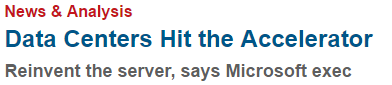 News & Analysis
Data Centers Hit the Accelerator
Reinvent the server, says Microsoft exec